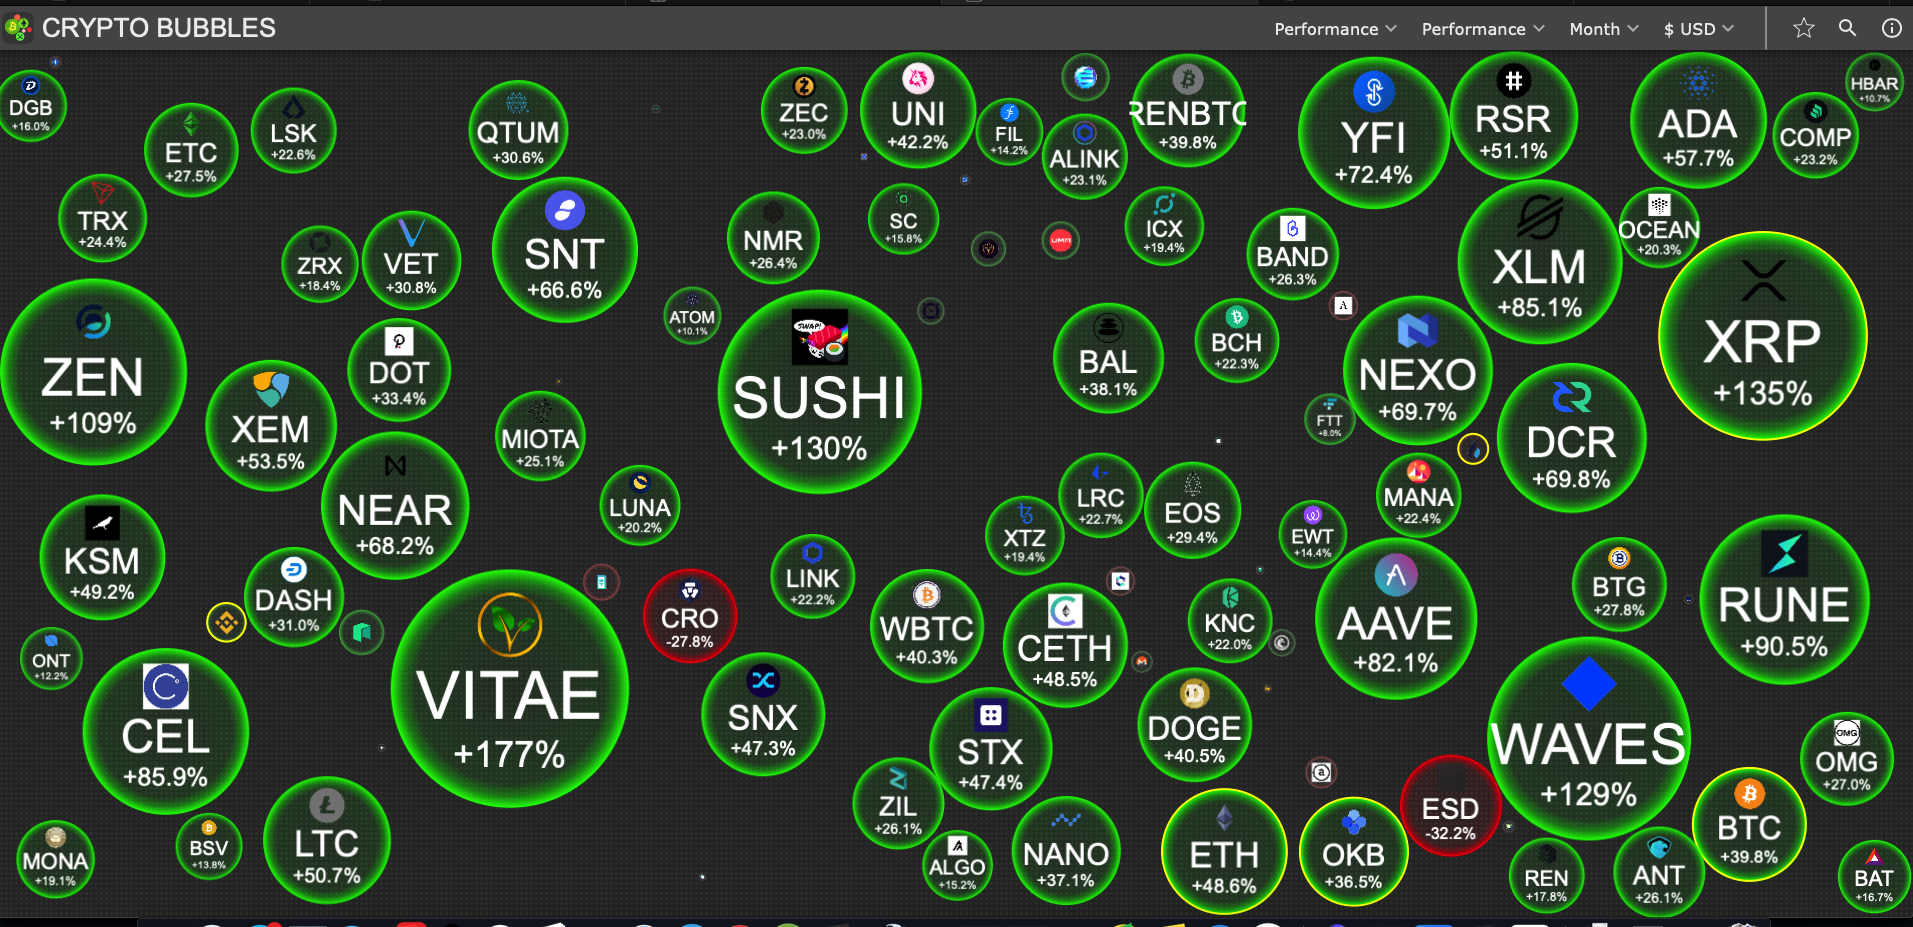 CRYPTO BUBBLES
Performance
Performance
Month
$ USD
DGB
+16.0%
ETC
+27.5%
LSK
+22.6%
QTUM
+30.6%
ZEC
+23.0%
UNI
+42.2%
FIL
+14.2%
ALINK
+23.1%
RENBTC
+39.8%
YFI
+72.4%
RSR
+51.1%
ADA
+57.7%
COMP
+23.2%
HBAR
+10.7%
TRX
+24.4%
ZRX
+18.4%
VET
+30.8%
SNT
+66.6%
NMR
+26.4%
SC
+15.8%
UMA
ICX
+19.4%
BAND
+26.3%
XLM
+85.1%
OCEAN
+20.3%
XRP
+135%
ZEN
+109%
XEM
+53.5%
DOT
+33.4%
MIOTA
+25.1%
ATOM
+10.1%
SWAP!
SUSHI
+130%
BAL
+38.1%
BCH
+22.3%
FTT
+8.0%
NEXO
+69.7%
DCR
+69.8%
KSM
+49.2%
NEAR
+68.2%
LUNA
+20.2%
LINK
+22.2%
XTZ
+19.4%
LRC
+22.7%
EOS
+29.4%
EWT
+14.4%
MANA
+22.4%
BTG
+27.8%
RUNE
+90.5%
DASH
+31.0%
ONT
+12.2%
CEL
+85.9%
VITAE
+177%
CRO
-27.8%
SNX
+47.3%
WBTC
+40.3%
CETH
+48.5%
KNC
+22.0%
AAVE
+82.1%
DOGE
+40.5%
STX
+47.4%
WAVES
+129%
OMG
OMG
+27.0%
MONA
+19.1%
BSV
+13.8%
LTC
+50.7%
ZIL
+26.1%
ALGO
+15.2%
NANO
+37.1%
ETH
+48.6%
OKB
+36.5%
ESD
-32.2%
REN
+17.8%
ANT
+26.1%
BTC
+39.8%
BAT
+16.7%